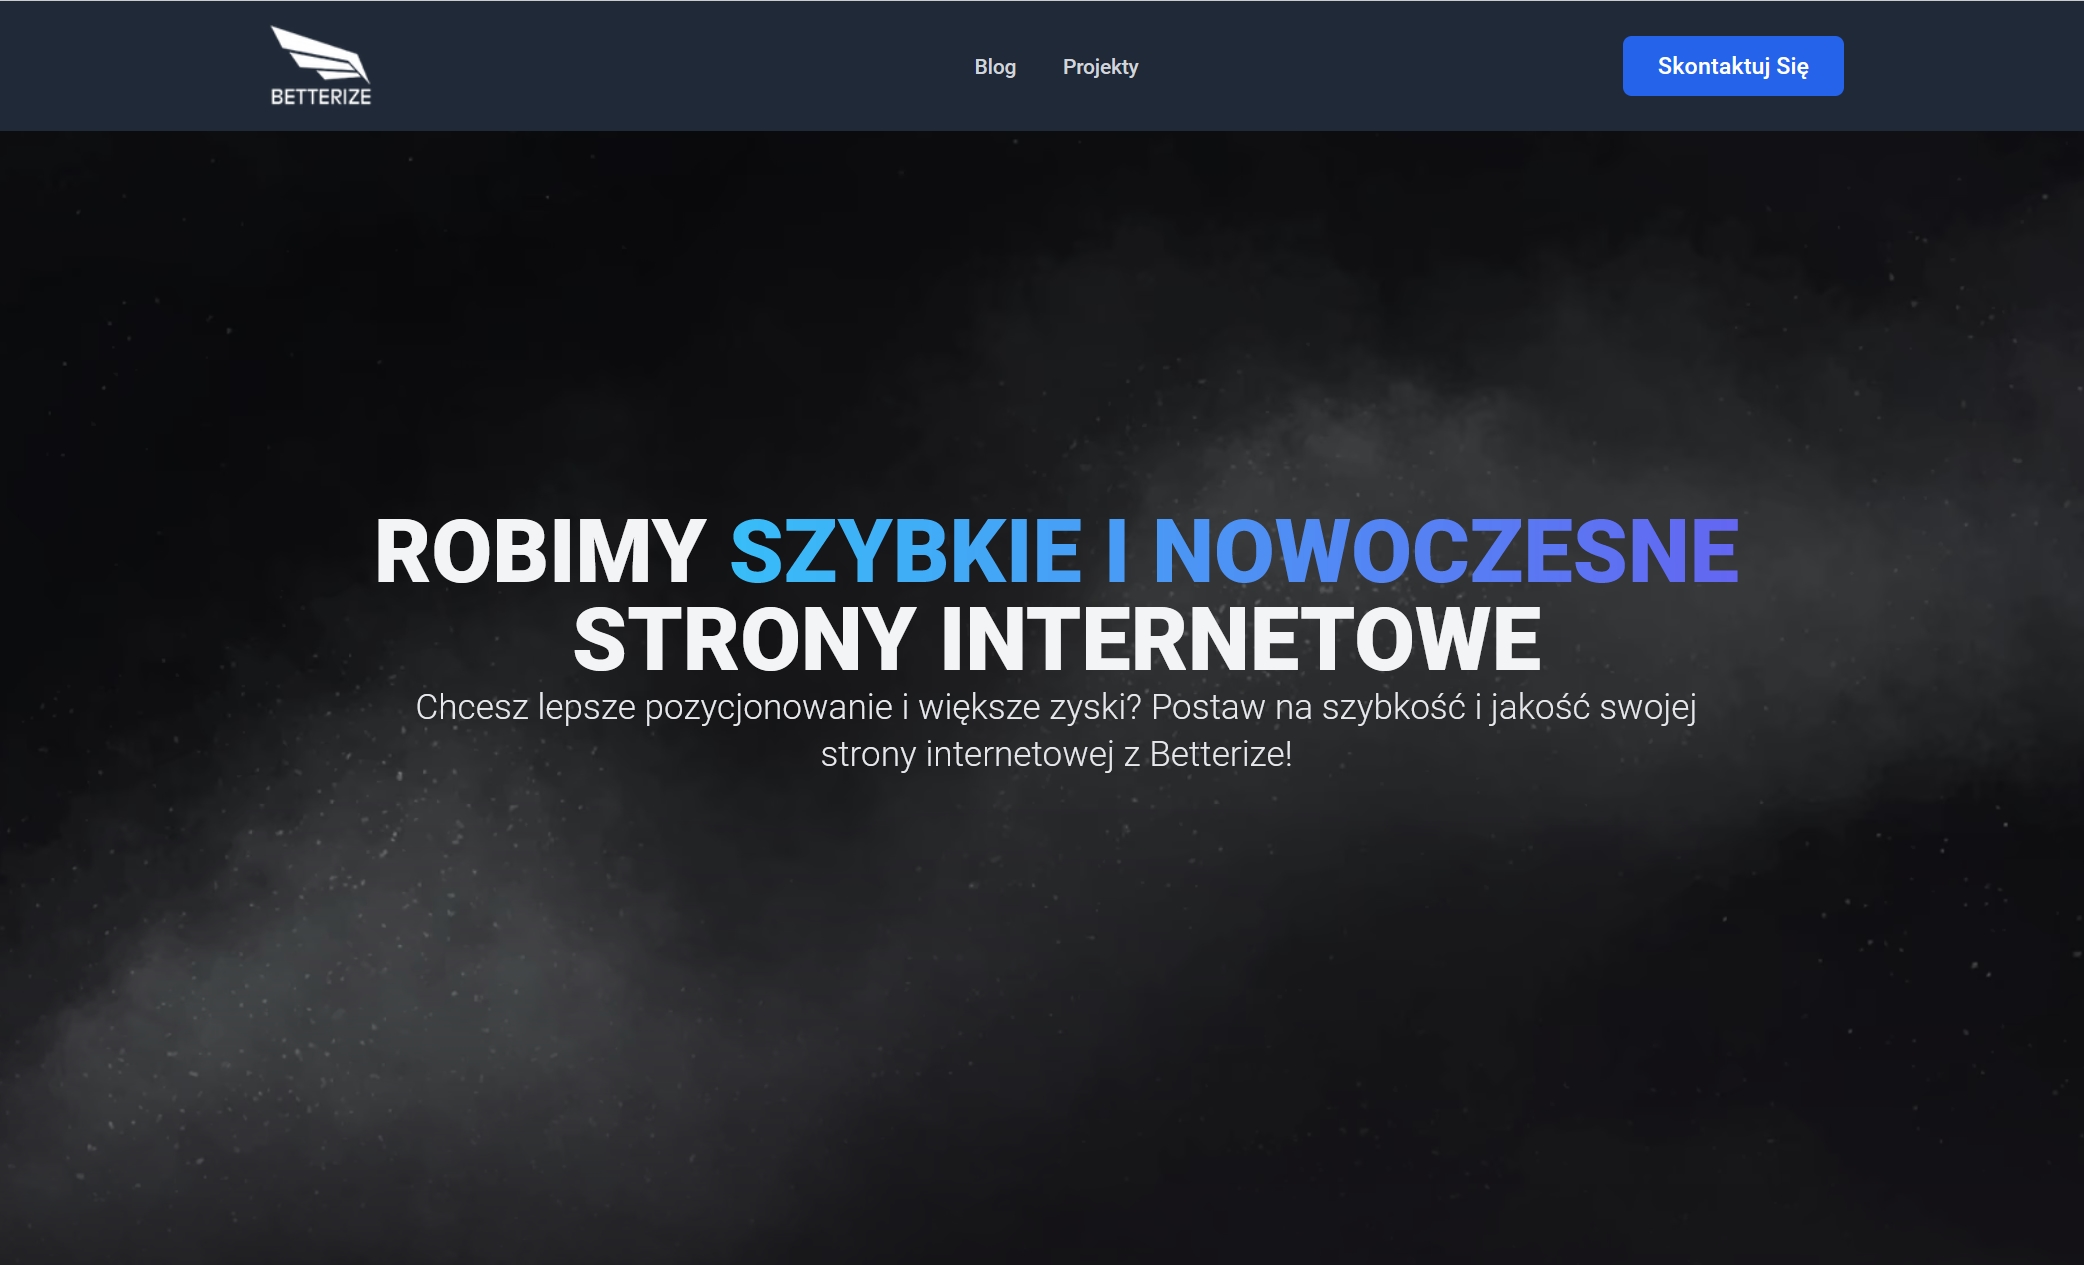 BETTERIZE
Blog
Projekty
Skontaktuj Się
ROBIMY SZYBKIE I NOWOCZESNE
STRONY INTERNETOWE
Chcesz lepsze pozycjonowanie i większe zyski? Postaw na szybkość i jakość swojej
strony internetowej z Betterize!